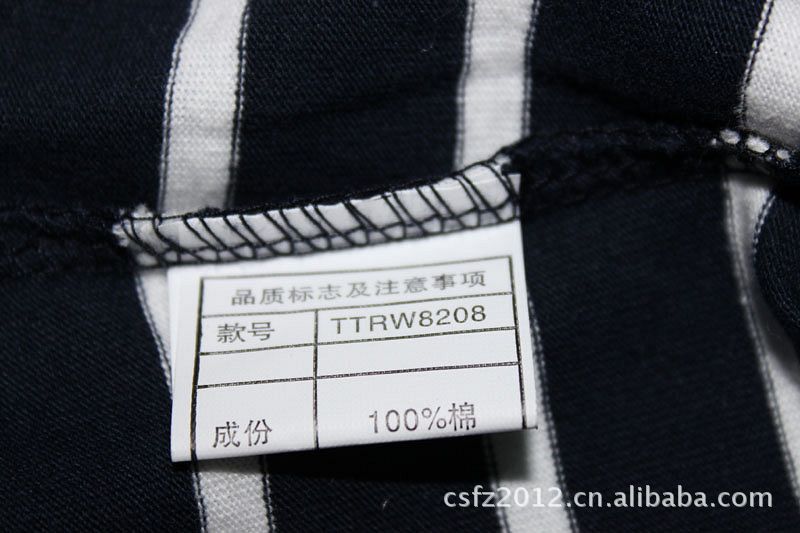 品质标志及注意事项
款号 TTRW8208
成份 100%棉
csfz2012.cn.alibaba.com